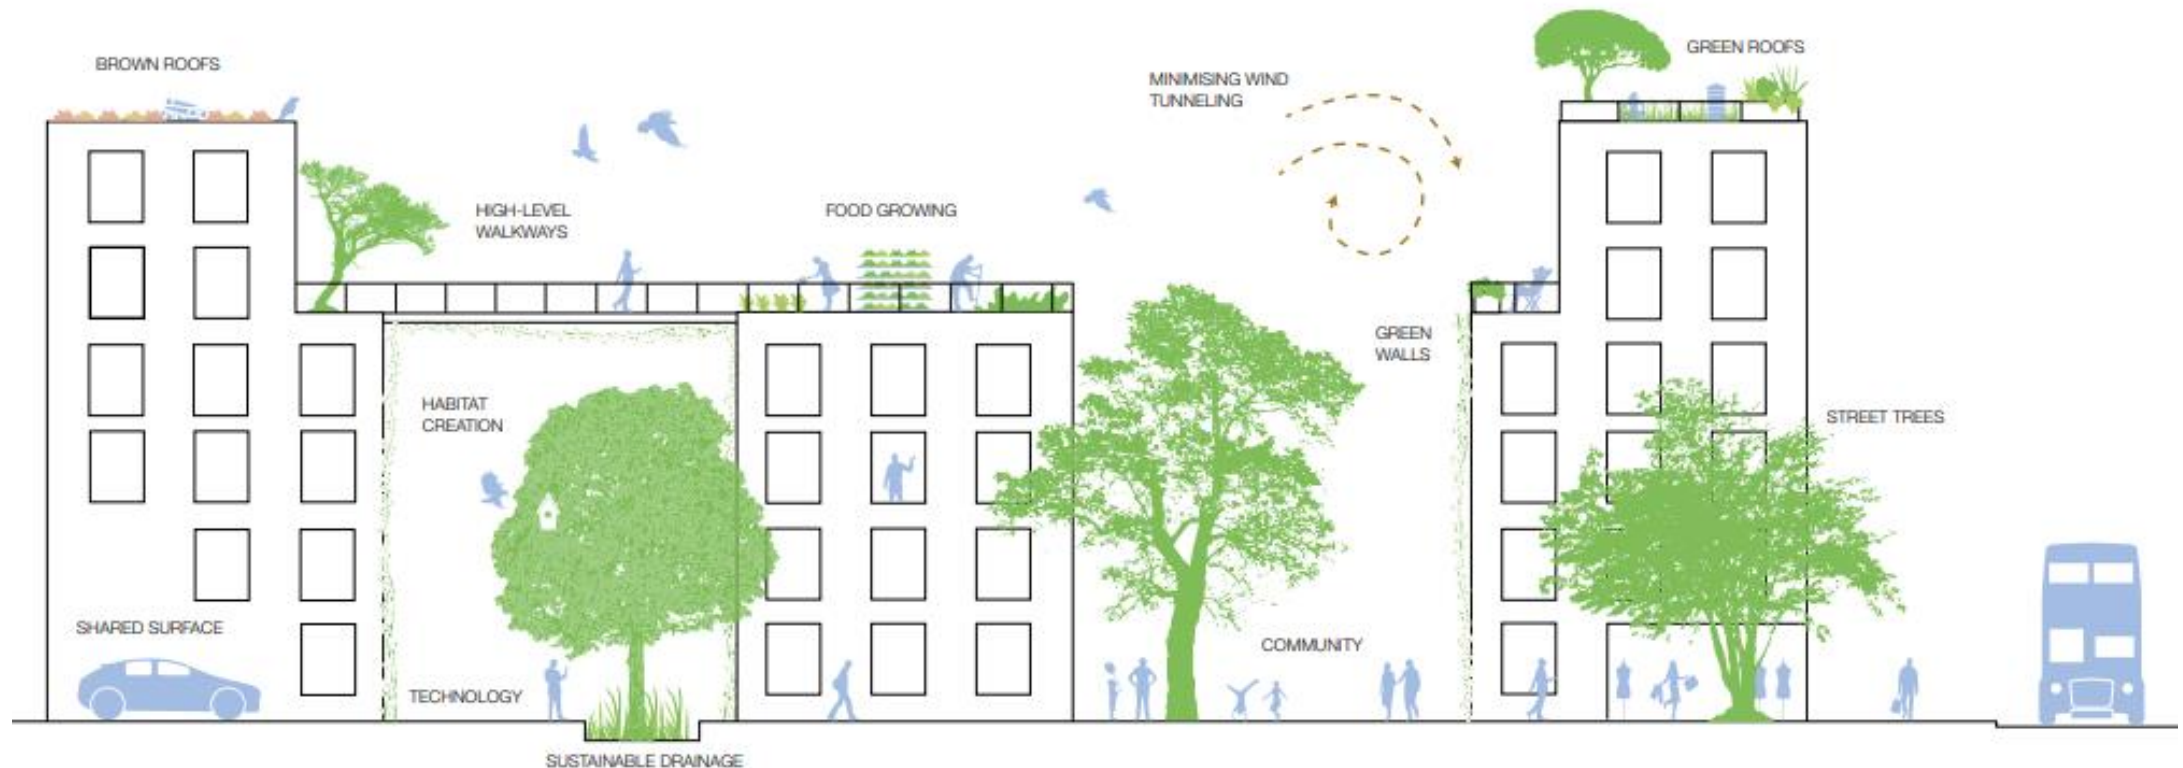 BROWN ROOFS
GREEN ROOFS
MINIMISING WIND
TUNNELING
HIGH-LEVEL
WALKWAYS
FOOD GROWING
GREEN
WALLS
HABITAT
CREATION
STREET TREES
SHARED SURFACE
COMMUNITY
TECHNOLOGY
SUSTAINABLE DRAINAGE